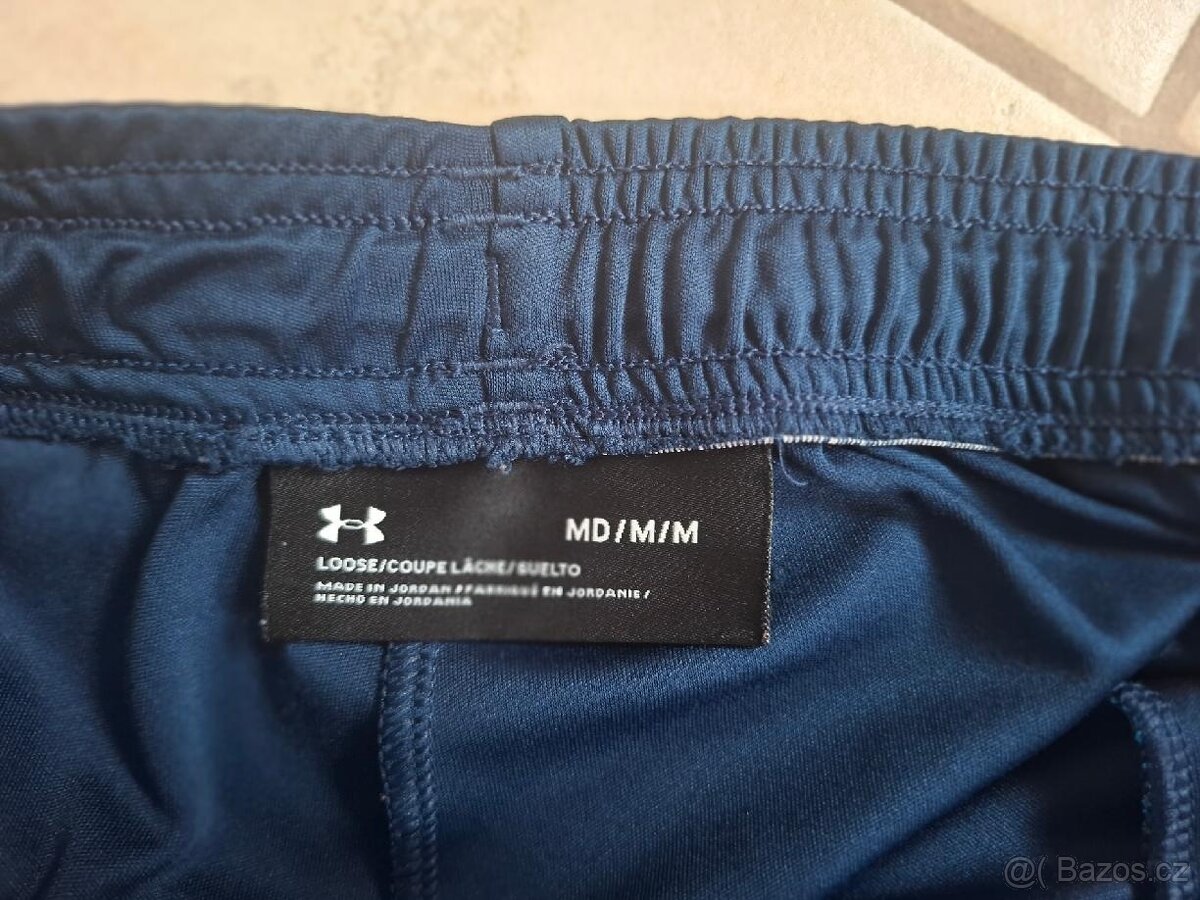 MD/M/M
LOOSE/COUPE LÂCHE/SUELTO
MADE IN JORDAN / FABRIQUÉ EN JORDANIE /
HECHO EN JORDANIA
@( Bazos.cz